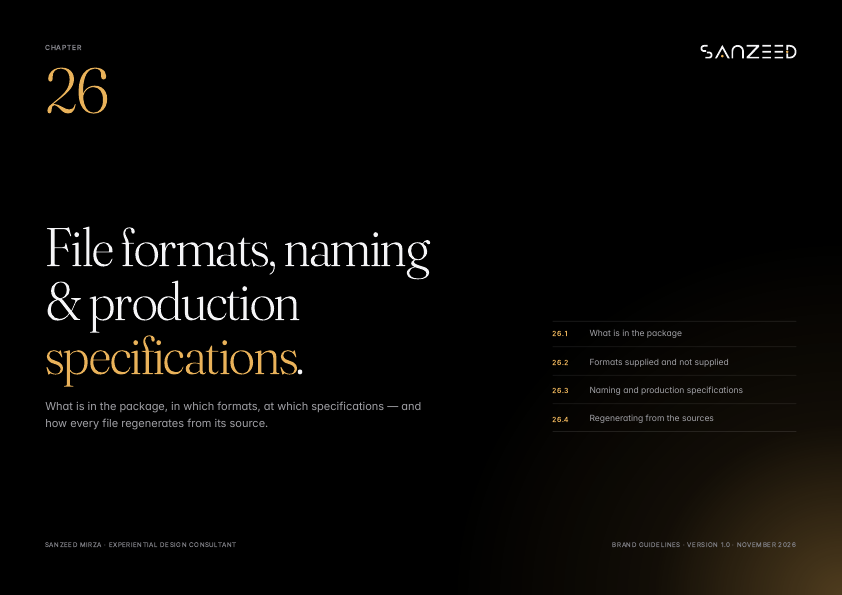 CHAPTER
26
SANZEED
File formats, naming
& production
specifications.
What is in the package, in which formats, at which specifications — and
how every file regenerates from its source.
26.1 What is in the package
26.2 Formats supplied and not supplied
26.3 Naming and production specifications
26.4 Regenerating from the sources
SANZEED MIRZA · EXPERIENTIAL DESIGN CONSULTANT
BRAND GUIDELINES · VERSION 1.0 · NOVEMBER 2026